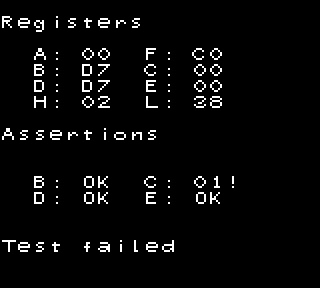 Registers
A: 00 F: C0
B: D7 C: 00
D: D7 E: 00
H: 02 L: 38
Assertions
B: OK C: 01!
D: OK E: OK
Test failed